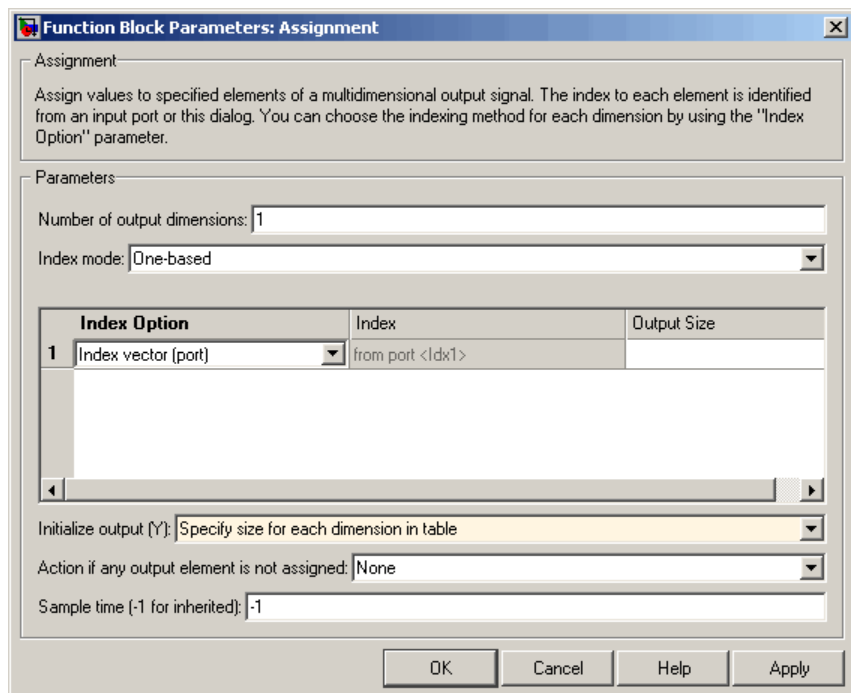 Function Block Parameters: Assignment
Assignment
Assign values to specified elements of a multidimensional output signal. The index to each element is identified
from an input port or this dialog. You can choose the indexing method for each dimension by using the "Index
Option" parameter.
Parameters
Number of output dimensions: 1
Index mode: One-based
Index Option Index Output Size
1 Index vector (port) from port <Idx1>
Initialize output (Y): Specify size for each dimension in table
Action if any output element is not assigned: None
Sample time (-1 for inherited): -1
OK Cancel Help Apply